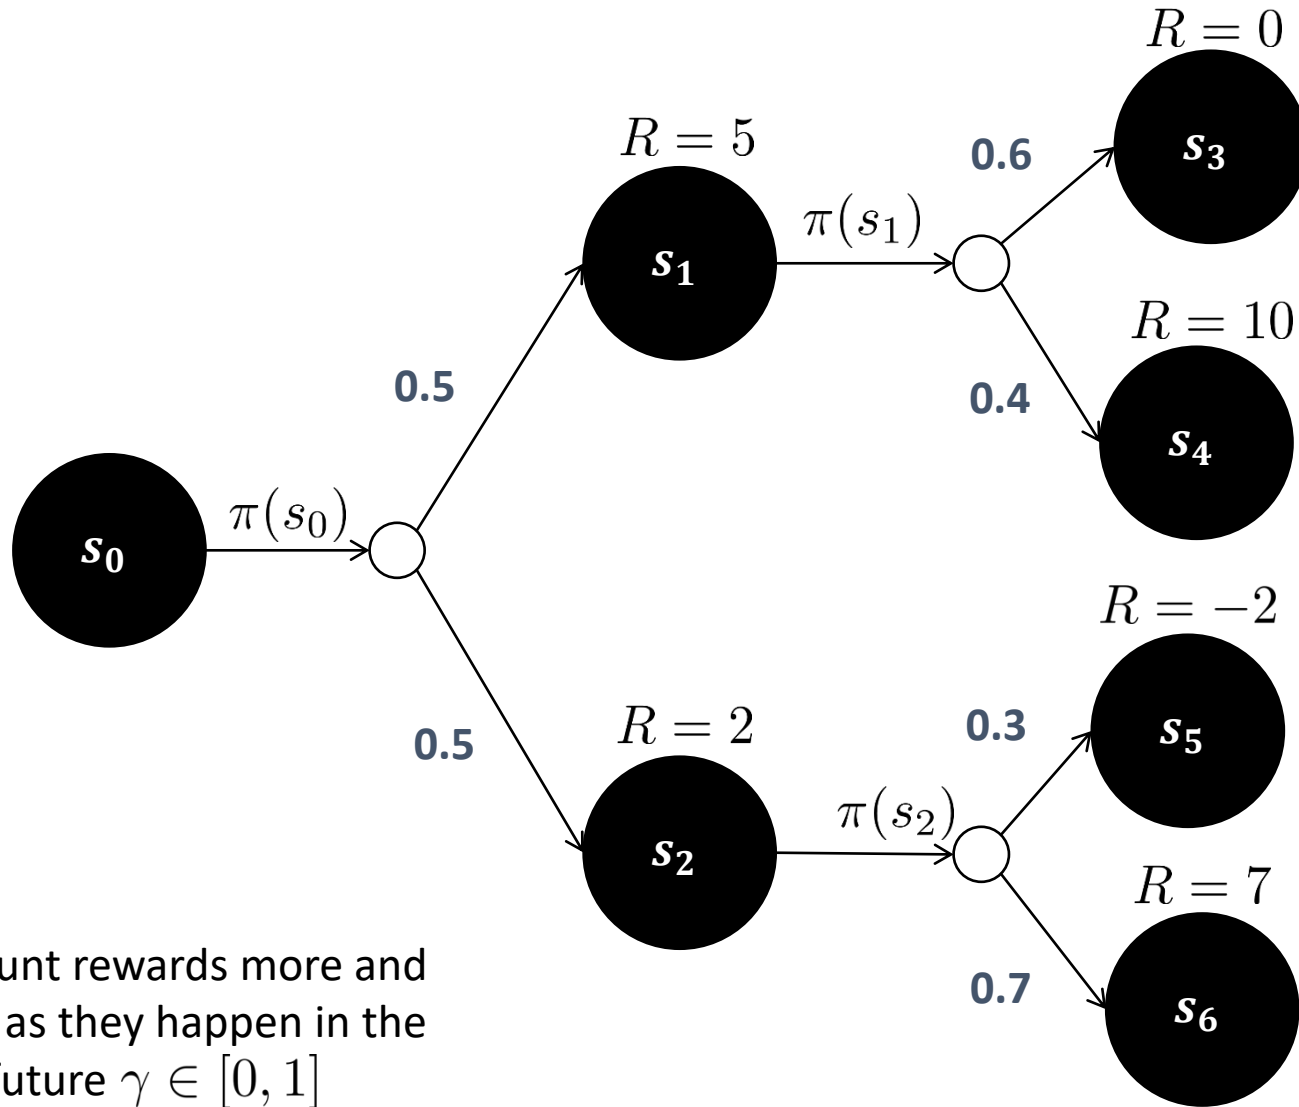 R = 0
s₃
0.6
R = 5
s₁
π(s₁)
R = 10
0.4
s₄
0.5
π(s₀)
s₀
R = −2
0.3
s₅
0.5
R = 2
s₂
π(s₂)
R = 7
0.7
s₆
rewards more and
as they happen in the
γ ∈ [0, 1]